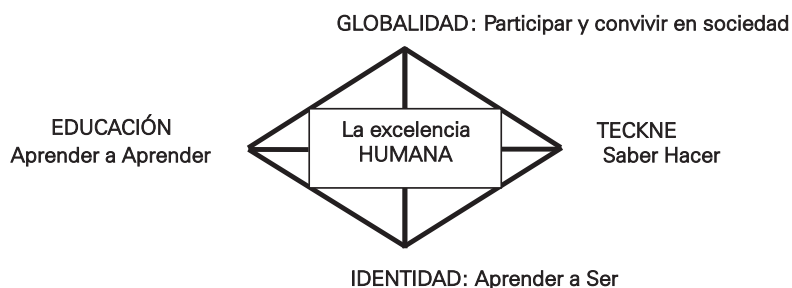 GLOBALIDAD: Participar y convivir en sociedad
EDUCACIÓN
Aprender a Aprender
La excelencia
HUMANA
TECKNE
Saber Hacer
IDENTIDAD: Aprender a Ser